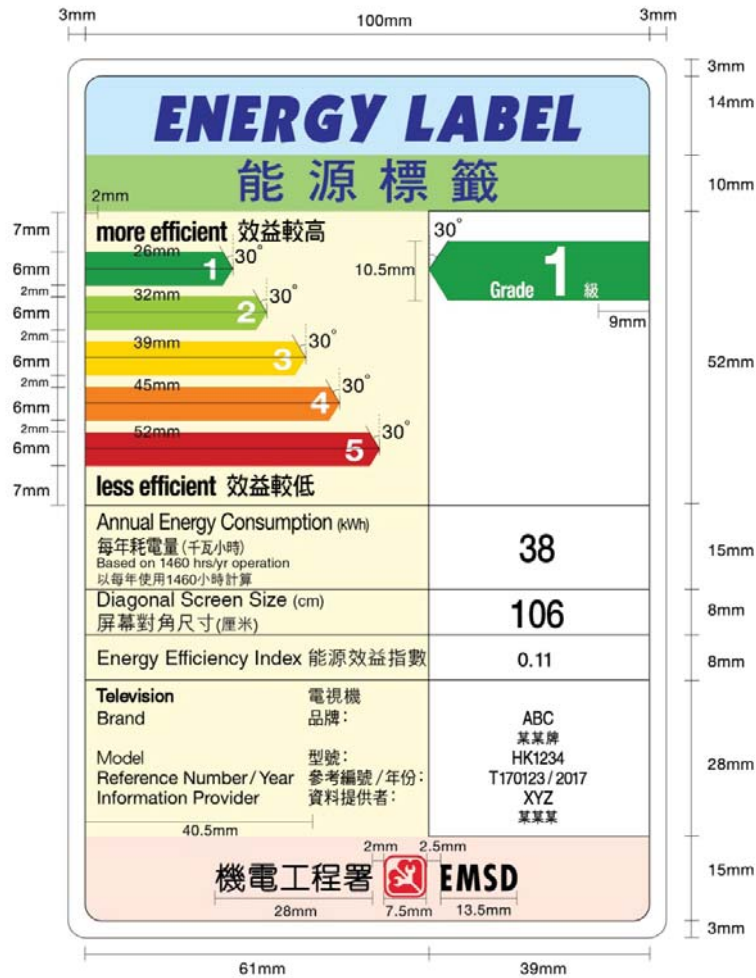 3mm 100mm 3mm
3mm
ENERGY LABEL
14mm
能源標籤
10mm
2mm
7mm
more efficient 效益較高
30°
26mm
30°
1
6mm
10.5mm
Grade 1 級
2mm
32mm
30°
2
6mm
9mm
2mm
39mm
30°
3
6mm
52mm
2mm
45mm
30°
4
6mm
2mm
52mm
30°
5
6mm
less efficient 效益較低
7mm
Annual Energy Consumption (kWh)
每年耗電量 (千瓦小時)
Based on 1460 hrs/yr operation
以每年使用1460小時計算
38
15mm
Diagonal Screen Size (cm)
屏幕對角尺寸(厘米)
106
8mm
Energy Efficiency Index 能源效益指數
0.11
8mm
Television 電視機
Brand 品牌: ABC
某某牌
Model 型號: HK1234
Reference Number/Year 參考編號/年份: T170123/2017
Information Provider 資料提供者: XYZ
某某某
28mm
40.5mm
2mm 2.5mm
機電工程署 EMSD
15mm
28mm 7.5mm 13.5mm
3mm
61mm 39mm